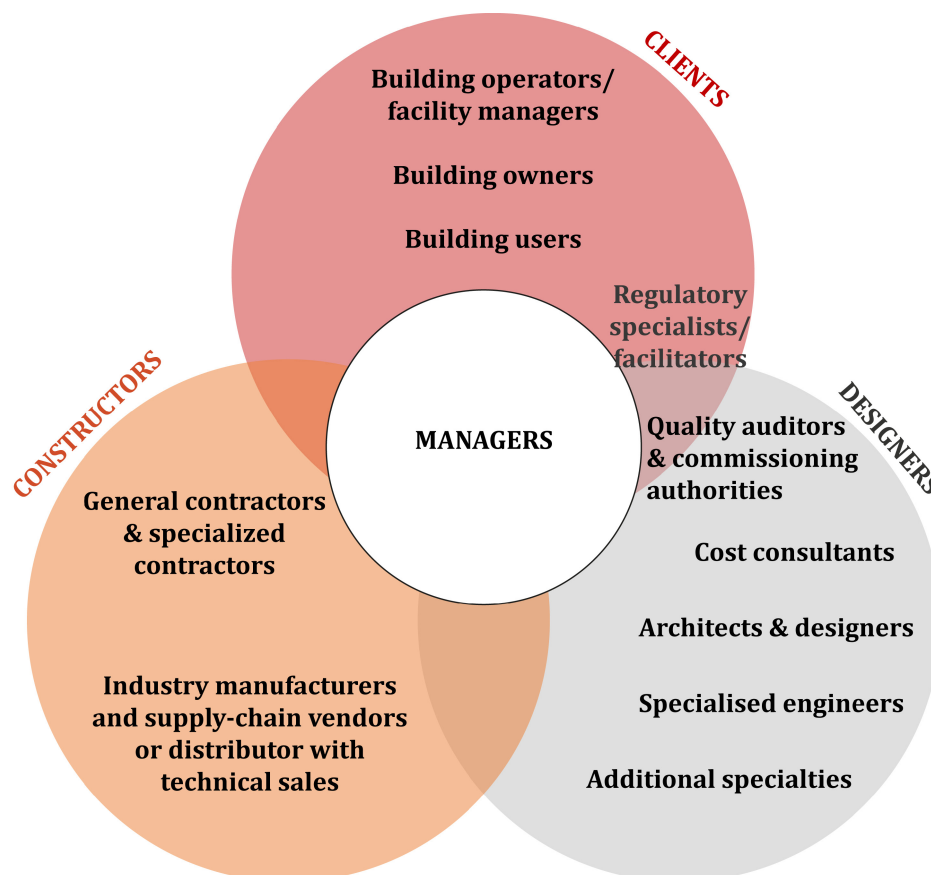 CLIENTS
Building operators/
facility managers
Building owners
Building users
Regulatory
specialists/
facilitators
CONSTRUCTORS
DESIGNERS
MANAGERS
Quality auditors
& commissioning
authorities
General contractors
& specialized
contractors
Cost consultants
Architects & designers
Industry manufacturers
and supply-chain vendors
or distributor with
technical sales
Specialised engineers
Additional specialties